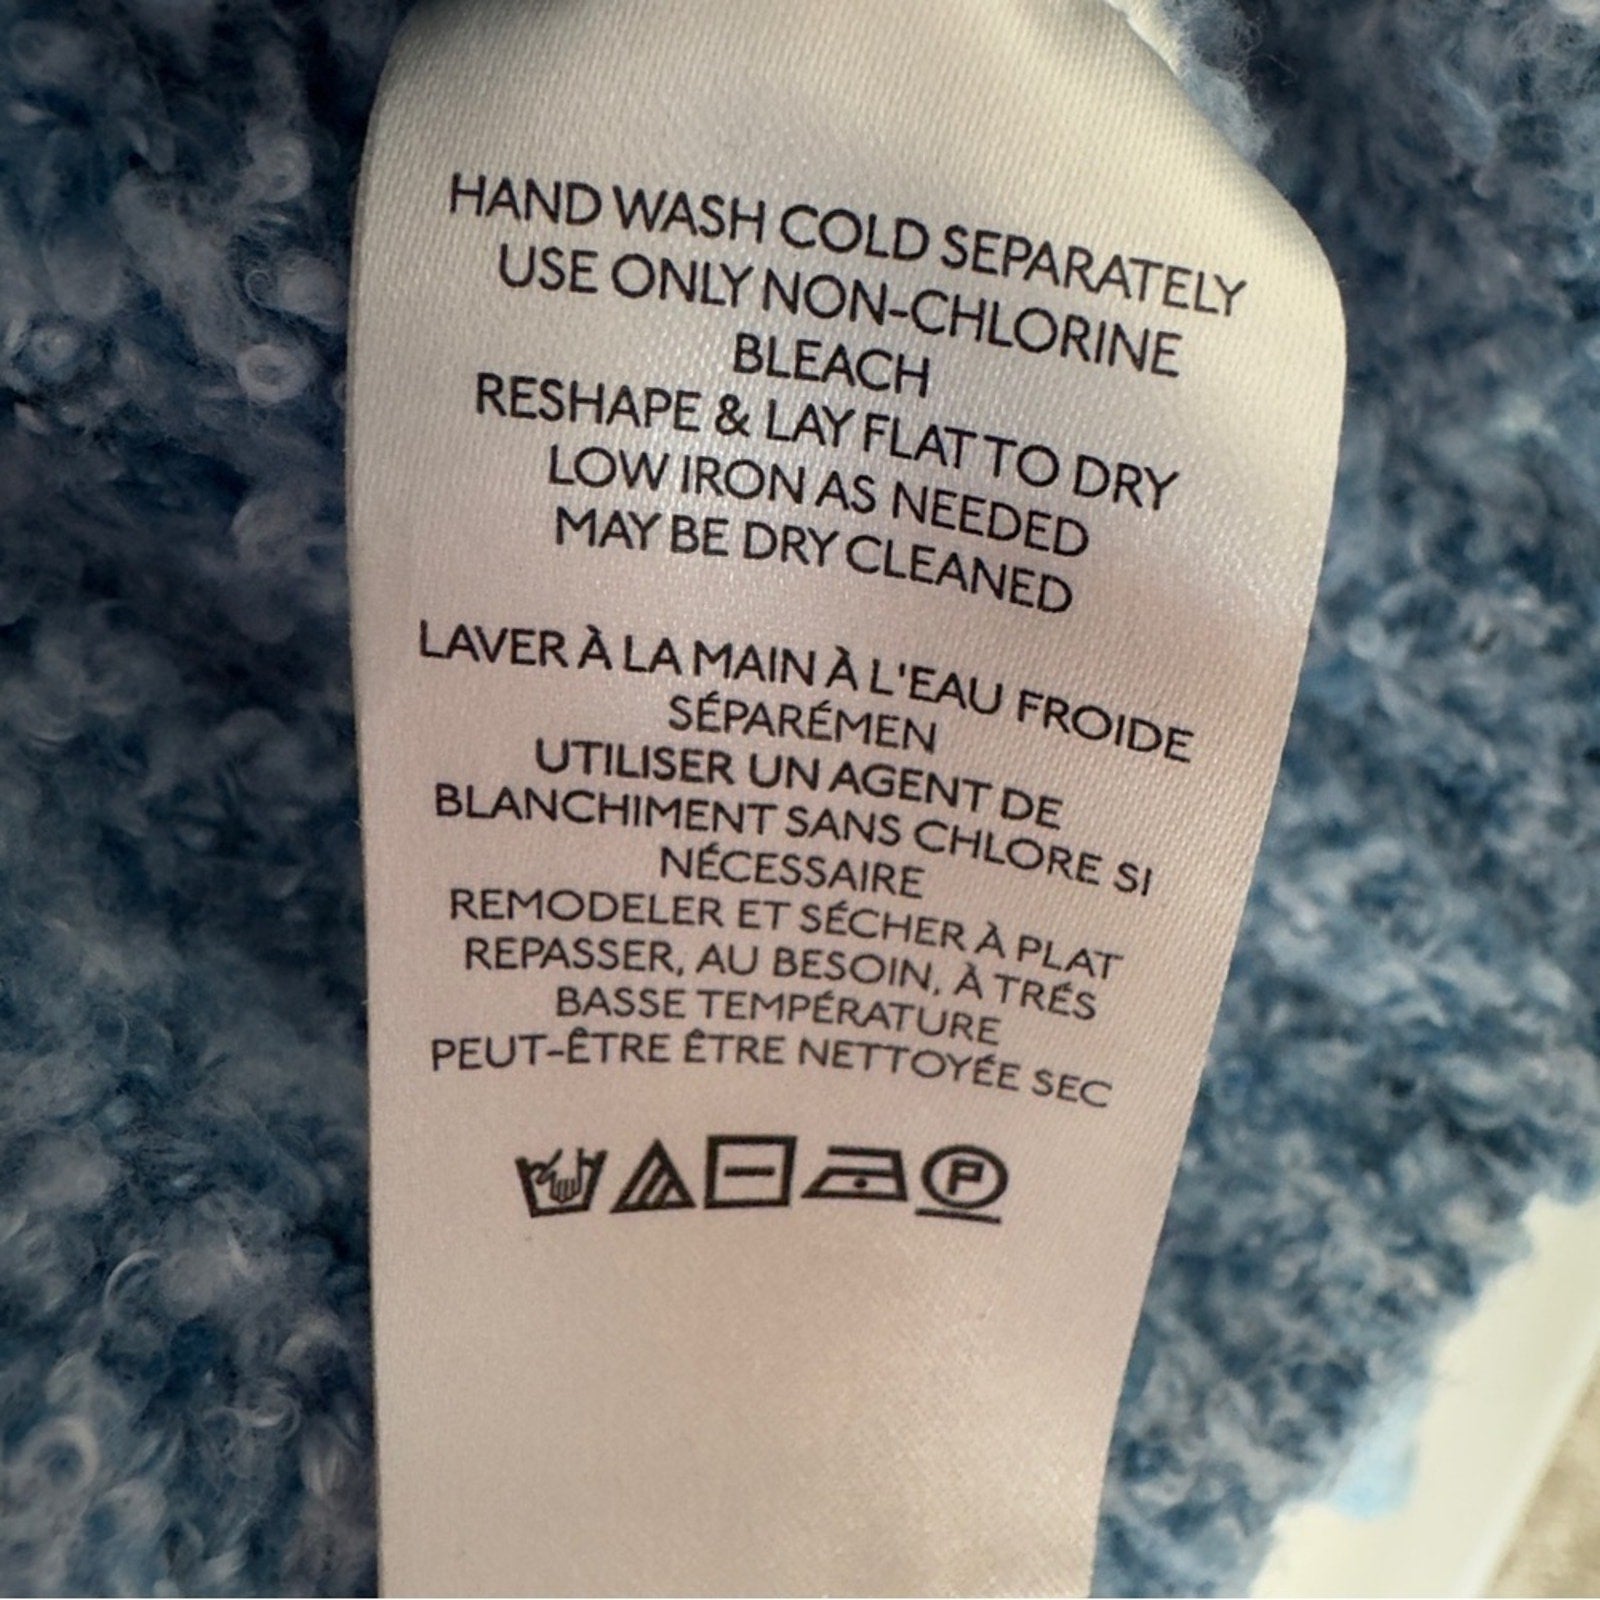 HAND WASH COLD SEPARATELY
USE ONLY NON-CHLORINE
BLEACH
RESHAPE & LAY FLAT TO DRY
LOW IRON AS NEEDED
MAY BE DRY CLEANED
LAVER À LA MAIN À L'EAU FROIDE
SÉPARÉMEN
UTILISER UN AGENT DE
BLANCHIMENT SANS CHLORE SI
NÉCESSAIRE
REMODELER ET SÉCHER À PLAT
REPASSER, AU BESOIN, À TRÉS
BASSE TEMPÉRATURE
PEUT-ÊTRE ÊTRE NETTOYÉE SEC
P